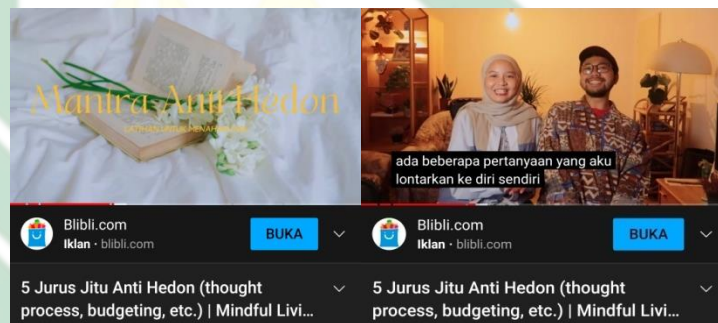 Mantra Anti Hedon
Blibli.com
Iklan · blibli.com
BUKA
5 Jurus Jitu Anti Hedon (thought
process, budgeting, etc.) | Mindful Livi...
ada beberapa pertanyaan yang aku
lontarkan ke diri sendiri
Blibli.com
Iklan · blibli.com
BUKA
5 Jurus Jitu Anti Hedon (thought
process, budgeting, etc.) | Mindful Livi...